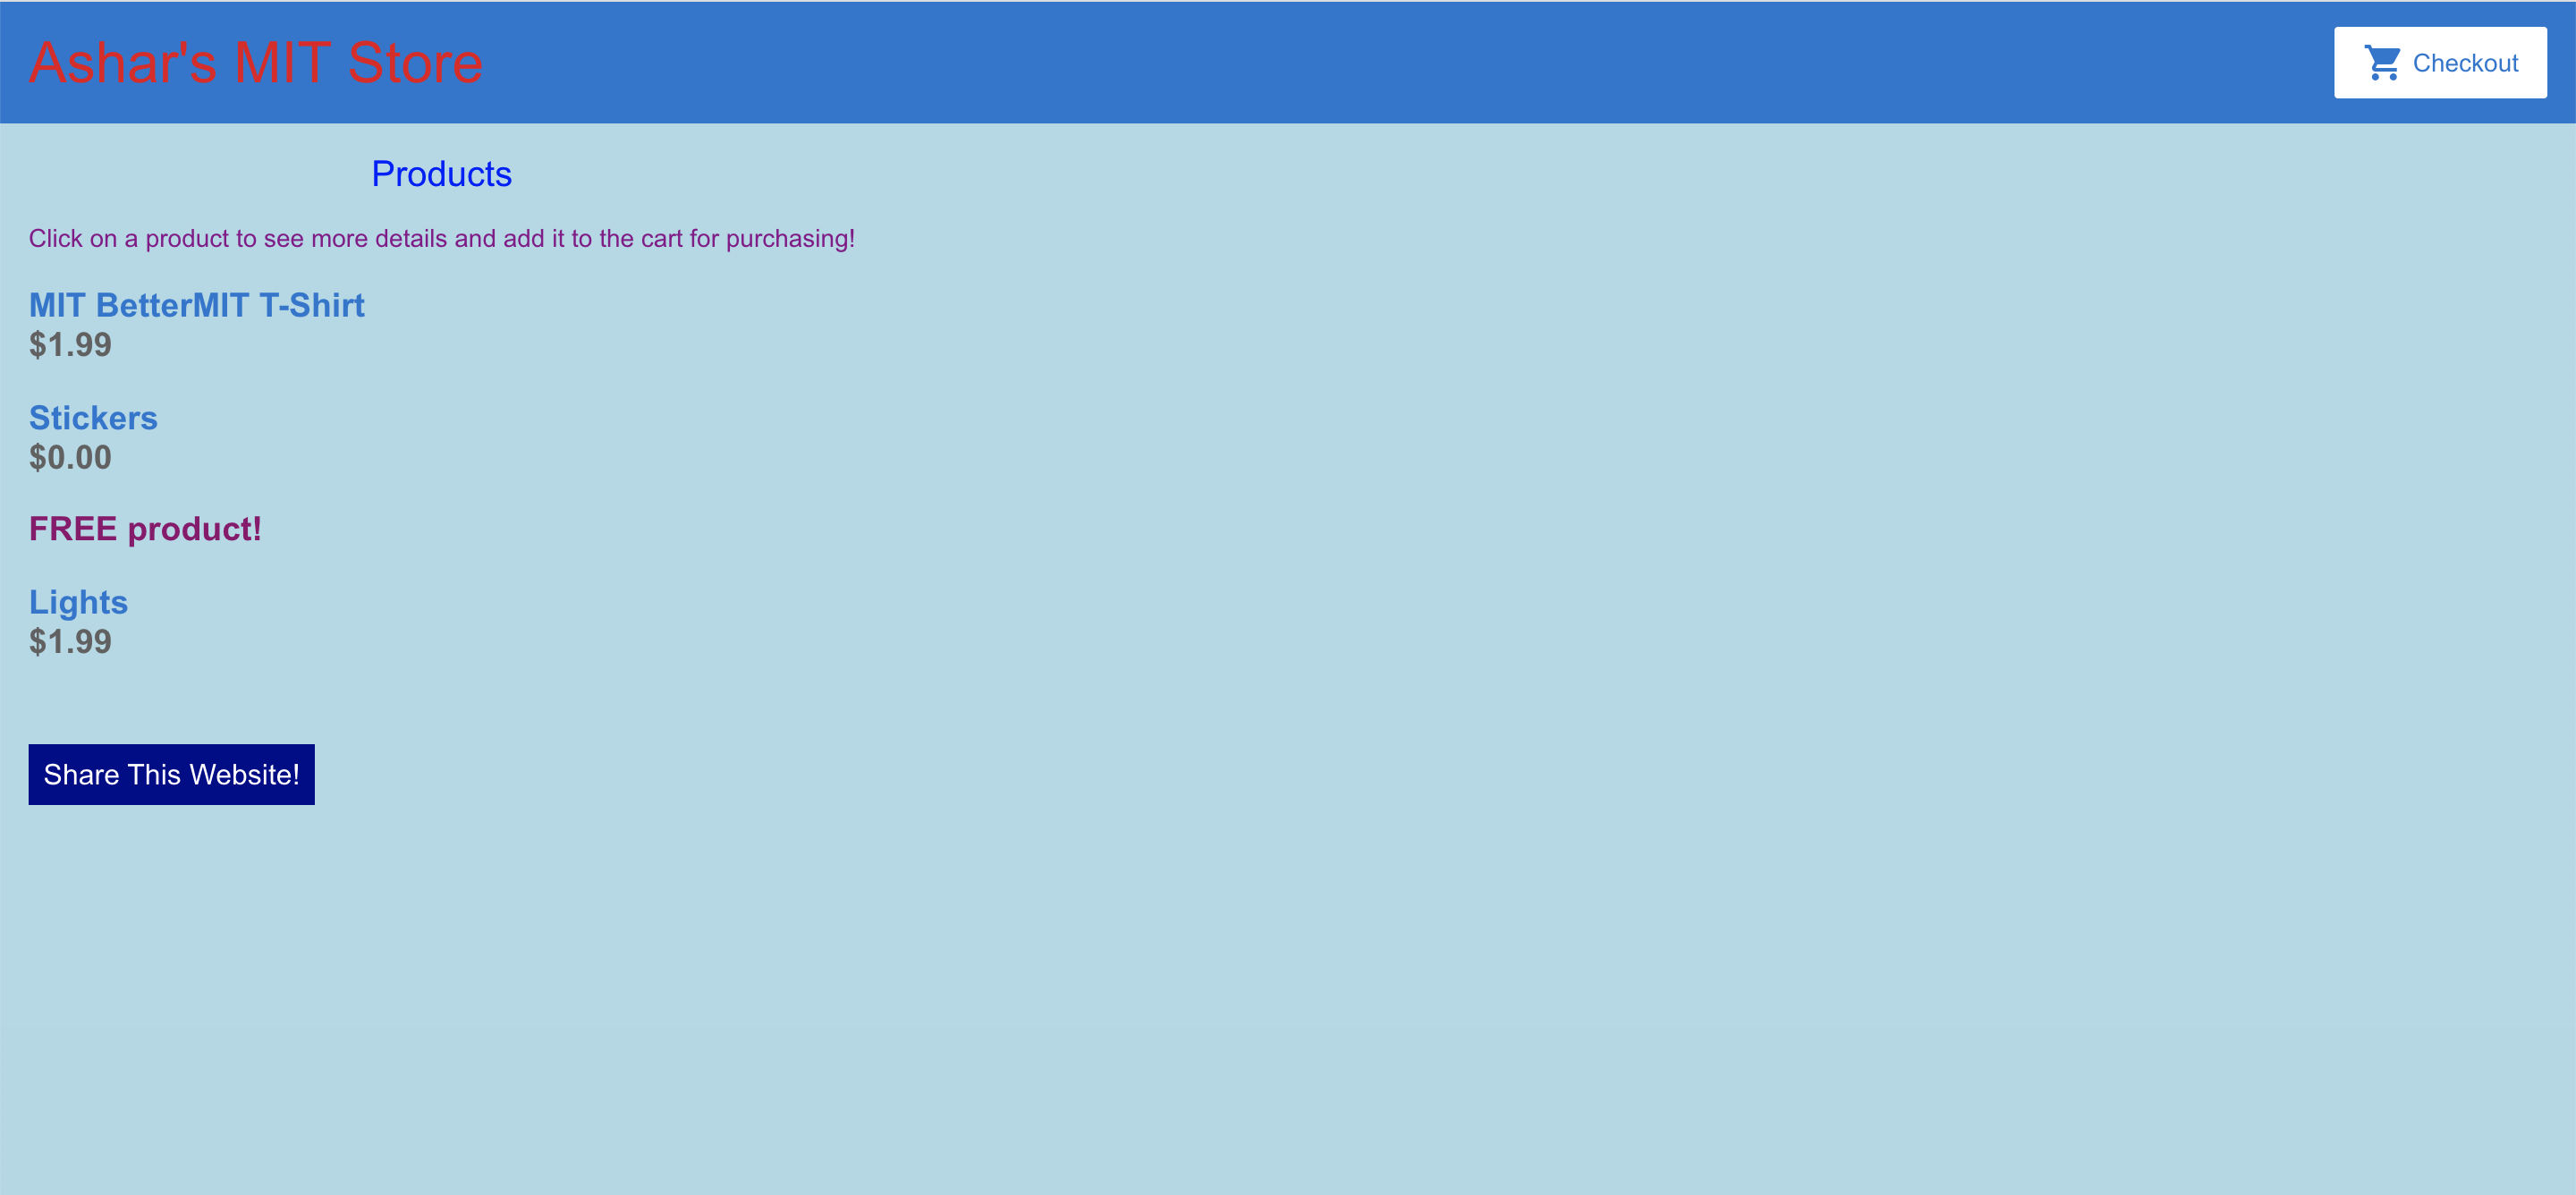 Ashar's MIT Store
Checkout
Products
Click on a product to see more details and add it to the cart for purchasing!
MIT BetterMIT T-Shirt
$1.99
Stickers
$0.00
FREE product!
Lights
$1.99
Share This Website!